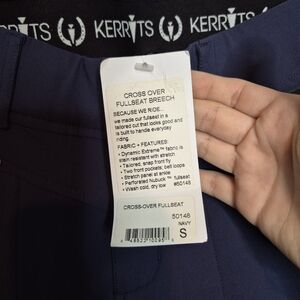 RRITS KERRITS KERRITS
CROSS OVER
FULLSEAT BREECH
BECAUSE WE RIDE...
we made our fullseat in a
tailored cut that looks good and
is built to handle everyday
riding.
FABRIC + FEATURES:
• Dynamic Extreme™ fabric is
stain resistant with stretch
• Tailored, snap front fly
• Two front pockets; belt loops
• Stretch panel at ankle
• Perforated Nubuck™ fullseat
• Wash cold, dry low #50148
CROSS-OVER FULLSEAT
50148
NAVY
S